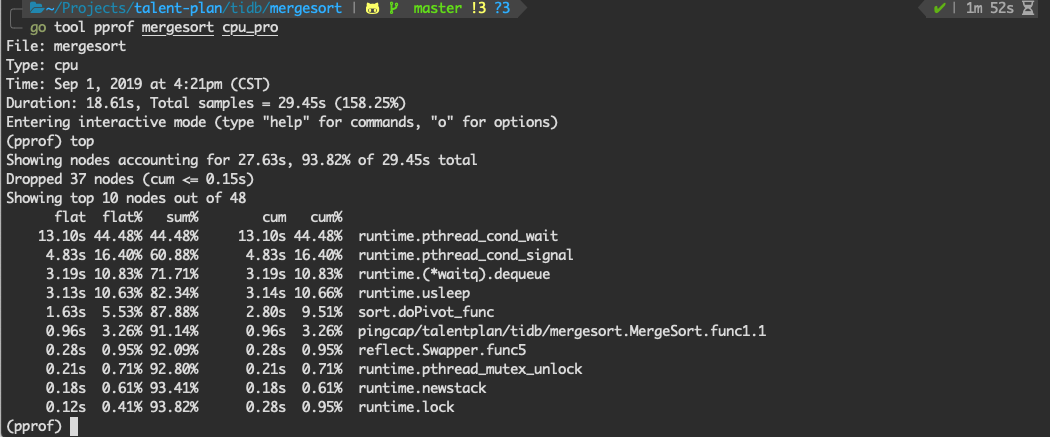 ~/Projects/talent-plan/tidb/mergesort | master !3 ?3 ✔ | 1m 52s
go tool pprof mergesort cpu_pro
File: mergesort
Type: cpu
Time: Sep 1, 2019 at 4:21pm (CST)
Duration: 18.61s, Total samples = 29.45s (158.25%)
Entering interactive mode (type "help" for commands, "o" for options)
(pprof) top
Showing nodes accounting for 27.63s, 93.82% of 29.45s total
Dropped 37 nodes (cum <= 0.15s)
Showing top 10 nodes out of 48
flat flat% sum% cum cum%
13.10s 44.48% 44.48% 13.10s 44.48% runtime.pthread_cond_wait
4.83s 16.40% 60.88% 4.83s 16.40% runtime.pthread_cond_signal
3.19s 10.83% 71.71% 3.19s 10.83% runtime.(*waitq).dequeue
3.13s 10.63% 82.34% 3.14s 10.66% runtime.usleep
1.63s 5.53% 87.88% 2.80s 9.51% sort.doPivot_func
0.96s 3.26% 91.14% 0.96s 3.26% pingcap/talentplan/tidb/mergesort.MergeSort.func1.1
0.28s 0.95% 92.09% 0.28s 0.95% reflect.Swapper.func5
0.21s 0.71% 92.80% 0.21s 0.71% runtime.pthread_mutex_unlock
0.18s 0.61% 93.41% 0.18s 0.61% runtime.newstack
0.12s 0.41% 93.82% 0.28s 0.95% runtime.lock
(pprof)